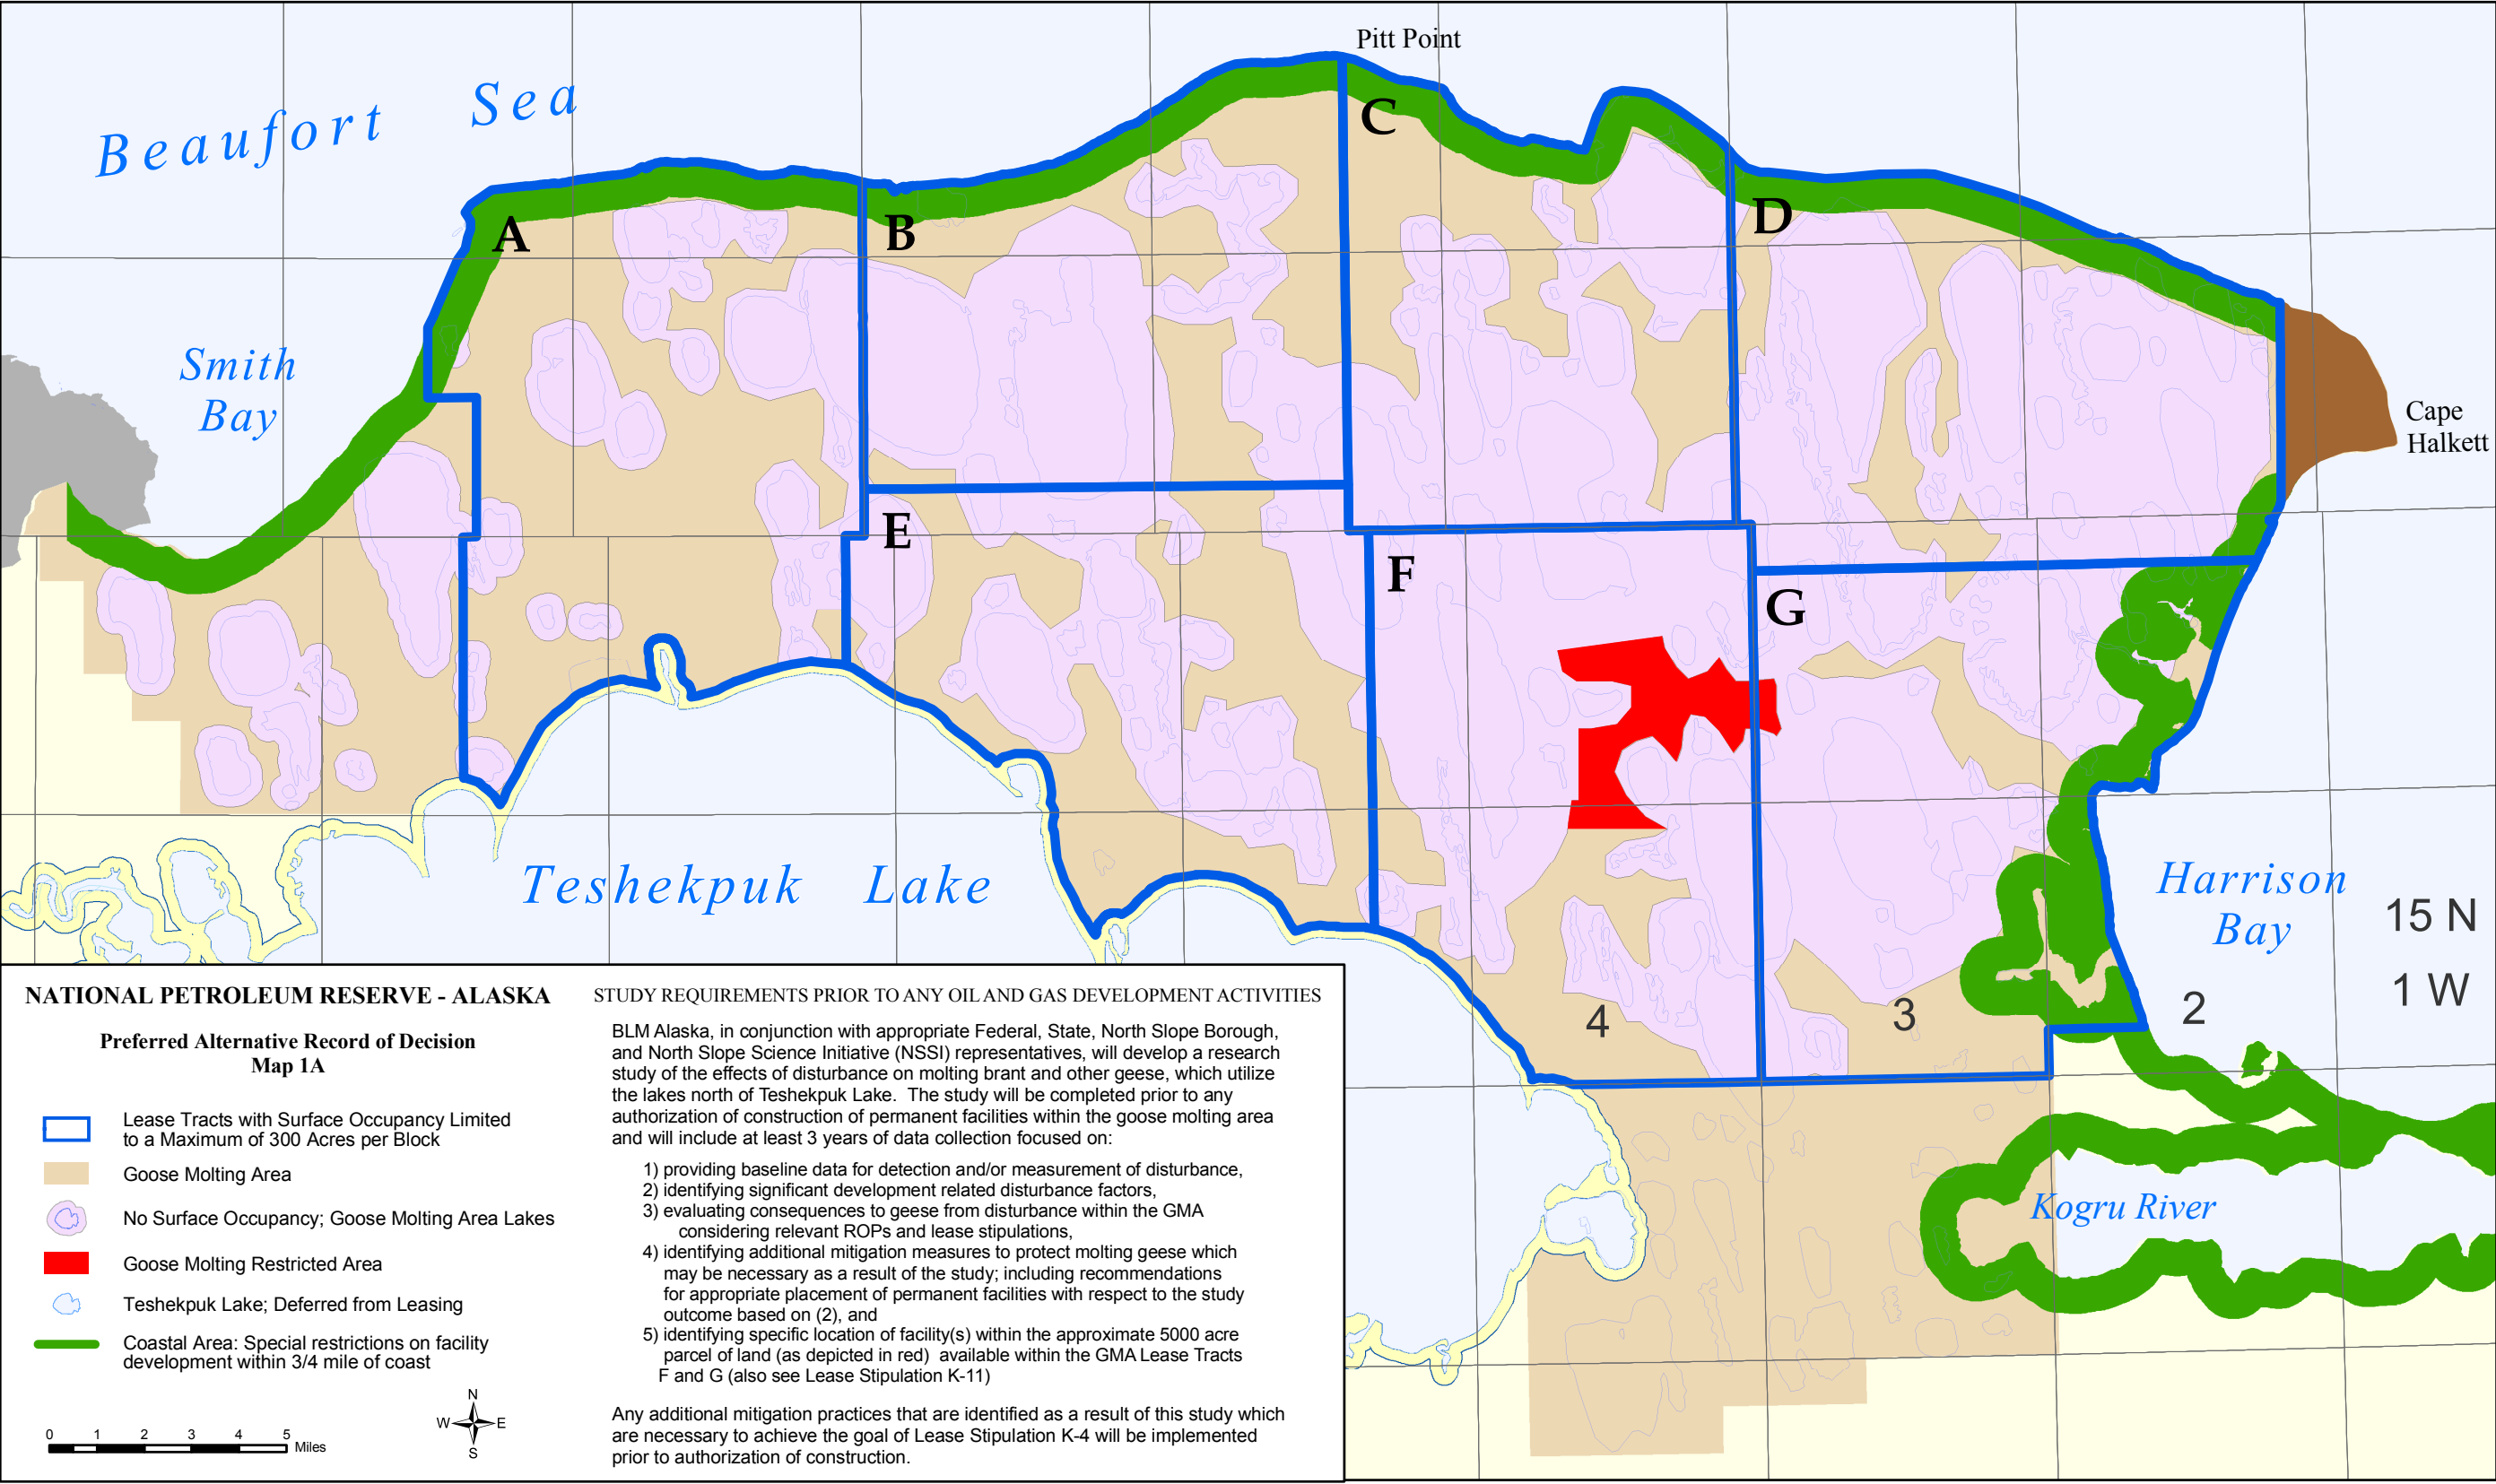 Pitt Point
Beaufort Sea
C
A
B
D
Smith
Bay
Cape
Halkett
E
F
G
Teshekpuk Lake
Harrison
Bay
15 N
1 W
4
3
2
Kogru River
NATIONAL PETROLEUM RESERVE - ALASKA
Preferred Alternative Record of Decision
Map 1A
Lease Tracts with Surface Occupancy Limited
to a Maximum of 300 Acres per Block
Goose Molting Area
No Surface Occupancy; Goose Molting Area Lakes
Goose Molting Restricted Area
Teshekpuk Lake; Deferred from Leasing
Coastal Area: Special restrictions on facility
development within 3/4 mile of coast
0 1 2 3 4 5
Miles
N
W E
S
STUDY REQUIREMENTS PRIOR TO ANY OIL AND GAS DEVELOPMENT ACTIVITIES
BLM Alaska, in conjunction with appropriate Federal, State, North Slope Borough,
and North Slope Science Initiative (NSSI) representatives, will develop a research
study of the effects of disturbance on molting brant and other geese, which utilize
the lakes north of Teshekpuk Lake. The study will be completed prior to any
authorization of construction of permanent facilities within the goose molting area
and will include at least 3 years of data collection focused on:
1) providing baseline data for detection and/or measurement of disturbance,
2) identifying significant development related disturbance factors,
3) evaluating consequences to geese from disturbance within the GMA
considering relevant ROPs and lease stipulations,
4) identifying additional mitigation measures to protect molting geese which
may be necessary as a result of the study; including recommendations
for appropriate placement of permanent facilities with respect to the study
outcome based on (2), and
5) identifying specific location of facility(s) within the approximate 5000 acre
parcel of land (as depicted in red) available within the GMA Lease Tracts
F and G (also see Lease Stipulation K-11)
Any additional mitigation practices that are identified as a result of this study which
are necessary to achieve the goal of Lease Stipulation K-4 will be implemented
prior to authorization of construction.